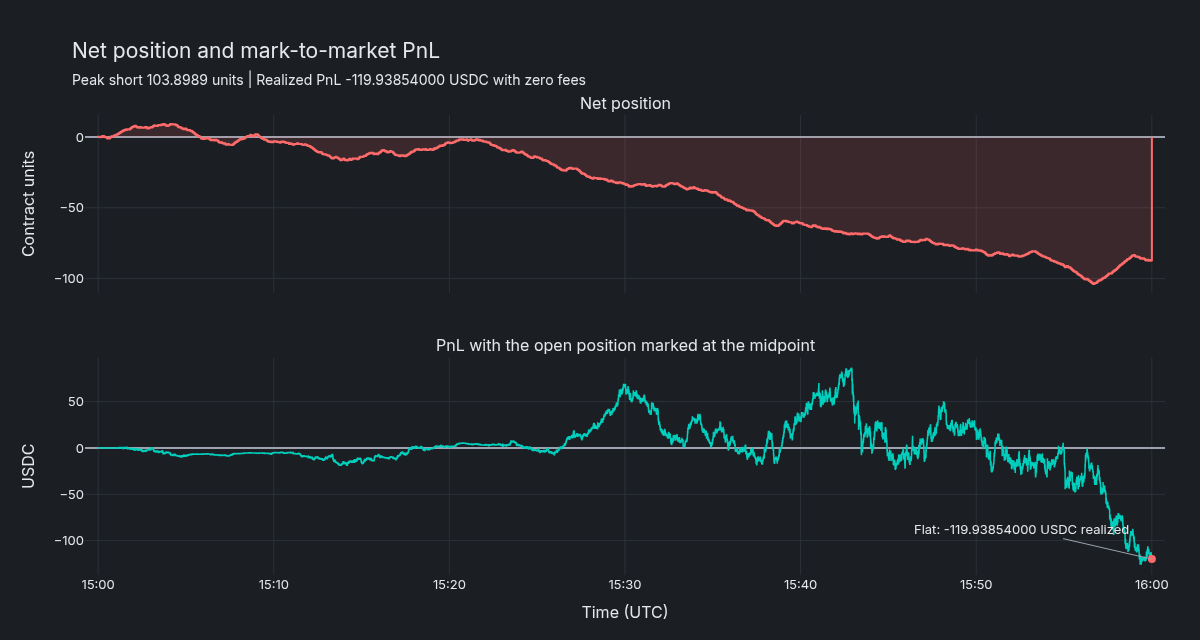 Net position and mark-to-market PnL
Peak short 103.8989 units | Realized PnL -119.93854000 USDC with zero fees
Net position
0
−50
−100
Contract units
PnL with the open position marked at the midpoint
50
0
−50
−100
USDC
Flat: -119.93854000 USDC realized
15:00 15:10 15:20 15:30 15:40 15:50 16:00
Time (UTC)